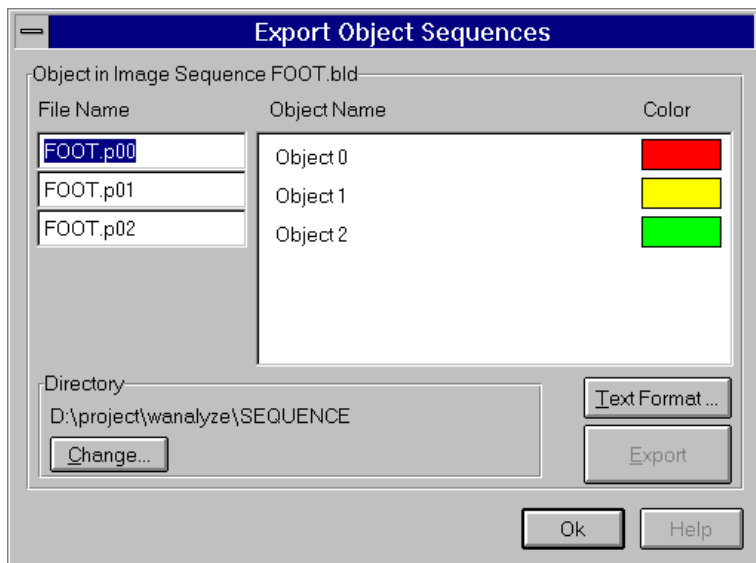 Export Object Sequences
Object in Image Sequence FOOT.bld
File Name Object Name Color
FOOT.p00 Object 0
FOOT.p01 Object 1
FOOT.p02 Object 2
Directory
D:\project\wanalyze\SEQUENCE
Change...
Text Format ...
Export
Ok Help